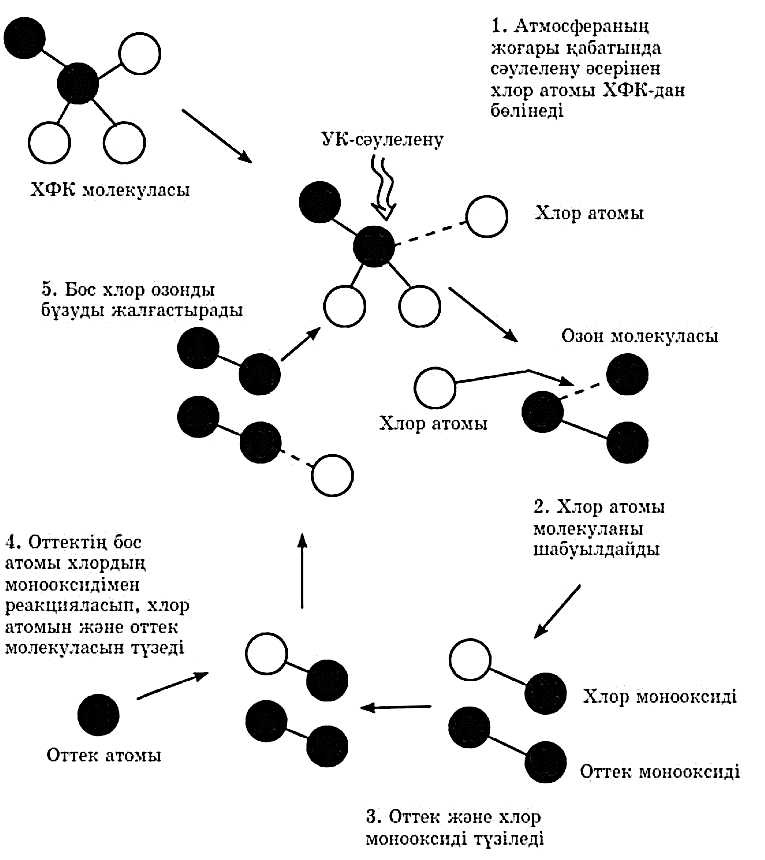 1. Атмосфераның
жоғары қабатында
сәулелену әсерінен
хлор атомы ХФК-дан
бөлінеді
ХФК молекуласы
УК-сәулелену
Хлор атомы
5. Бос хлор озонды
бұзуды жалғастырады
Озон молекуласы
Хлор атомы
2. Хлор атомы
молекуланы
шабуылдайды
4. Оттектің бос
атомы хлордың
монооксидімен
реакцияласып, хлор
атомын және оттек
молекуласын түзеді
Хлор монооксиді
Оттек атомы
Оттек монооксиді
3. Оттек және хлор
монооксиді түзіледі